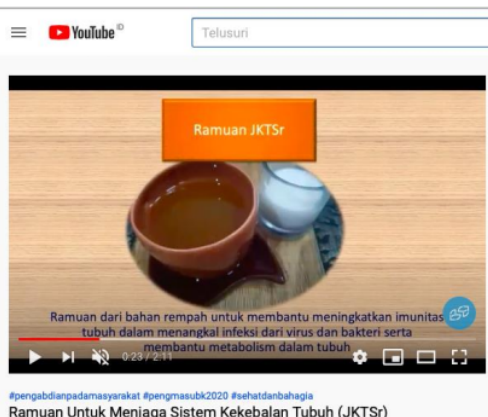 YouTube ID
Telusuri
Ramuan JKTSr
Ramuan dari bahan rempah untuk membantu meningkatkan imunitas
tubuh dalam menangkal infeksi dari virus dan bakteri serta
membantu metabolism dalam tubuh
0:23 / 2:11
#pengabdianpadamasyarakat #pengmasubk2020 #sehatdanbahagia
Ramuan Untuk Menjaga Sistem Kekebalan Tubuh (JKTSr)